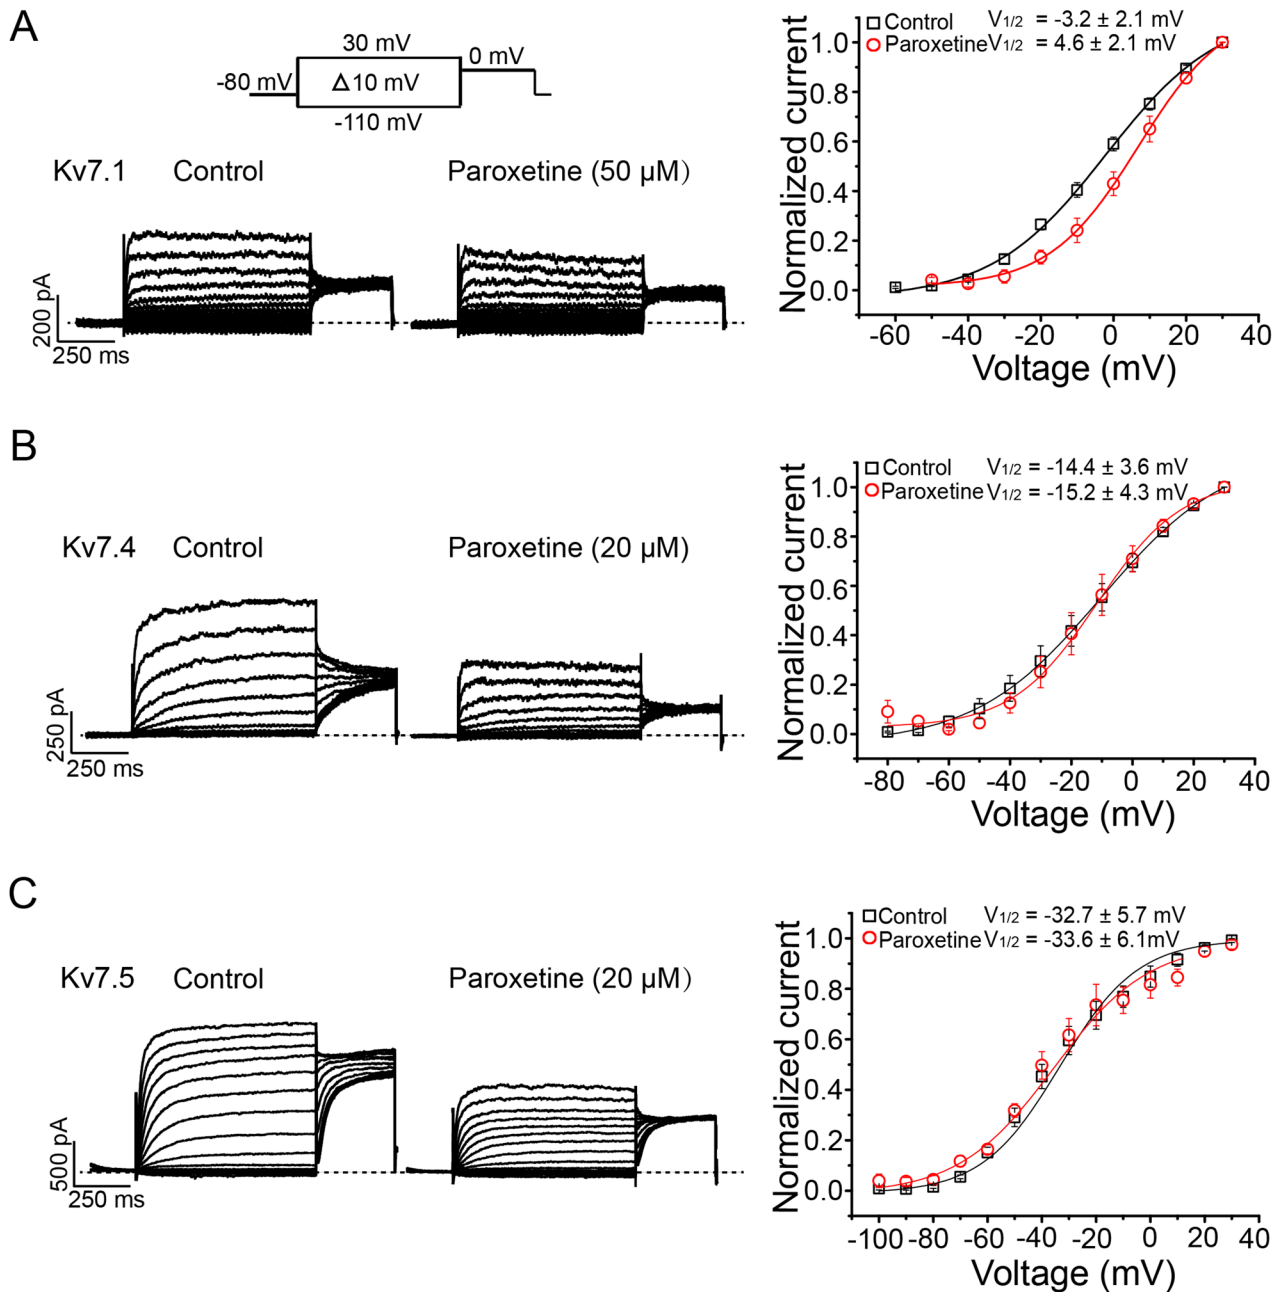 A
30 mV
0 mV
-80 mV
Δ10 mV
-110 mV
Kv7.1 Control Paroxetine (50 µM）
200 pA
250 ms
Control V1/2 = -3.2 ± 2.1 mV
Paroxetine V1/2 = 4.6 ± 2.1 mV
Normalized current
1.0
0.8
0.6
0.4
0.2
0.0
-60 -40 -20 0 20 40
Voltage (mV)
B
Kv7.4 Control Paroxetine (20 µM)
250 pA
250 ms
Control V1/2 = -14.4 ± 3.6 mV
Paroxetine V1/2 = -15.2 ± 4.3 mV
Normalized current
1.0
0.8
0.6
0.4
0.2
0.0
-80 -60 -40 -20 0 20
Voltage (mV)
C
Kv7.5 Control Paroxetine (20 µM）
500 pA
250 ms
Control V1/2 = -32.7 ± 5.7 mV
Paroxetine V1/2 = -33.6 ± 6.1mV
Normalized current
1.0
0.8
0.6
0.4
0.2
0.0
-100 -80 -60 -40 -20 0 20 40
Voltage (mV)